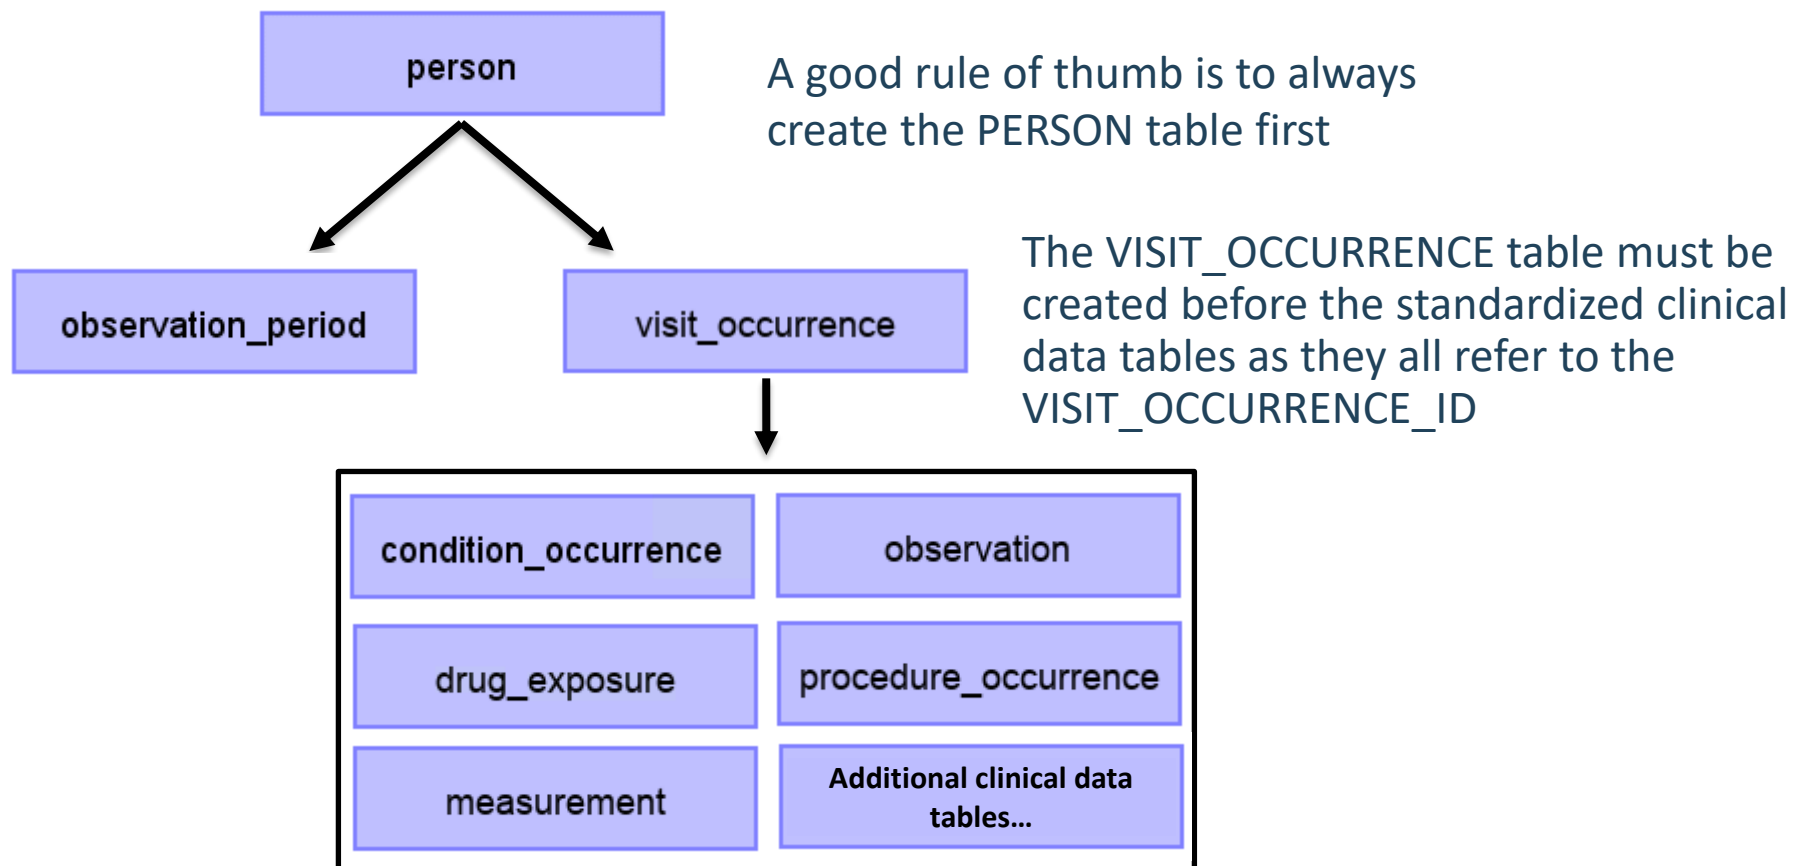 person
A good rule of thumb is to always
create the PERSON table first
observation_period
visit_occurrence
The VISIT_OCCURRENCE table must be
created before the standardized clinical
data tables as they all refer to the
VISIT_OCCURRENCE_ID
condition_occurrence
observation
drug_exposure
procedure_occurrence
measurement
Additional clinical data
tables…